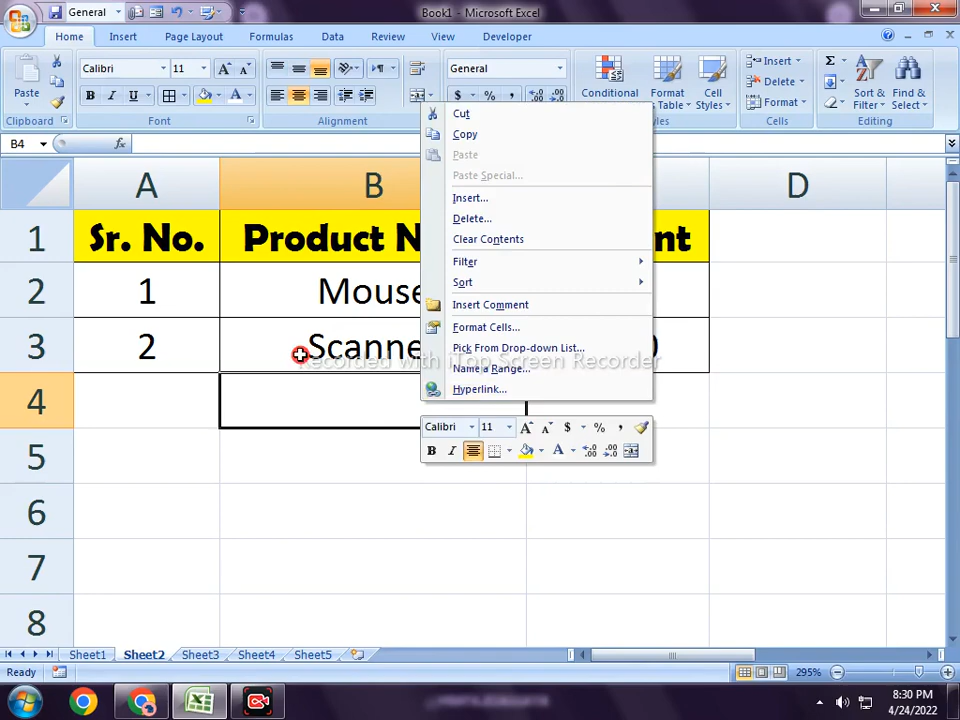 General
Book1 - Microsoft Excel
Home Insert Page Layout Formulas Data Review View Developer
Paste
Calibri 11
General
Conditional
Format
Table
Cell
Styles
Insert
Delete
Format
Sort &
Filter
Find &
Select
Clipboard Font Alignment Cells Editing
B4 fx
A B D
1 Sr. No. Product N nt
2 1 Mouse
3 2 Scanne
4
5
6
7
8
Cut
Copy
Paste
Paste Special...
Insert...
Delete...
Clear Contents
Filter
Sort
Insert Comment
Format Cells...
Pick From Drop-down List...
Name a Range...
Hyperlink...
Recorded with iTop Screen Recorder
Calibri 11 A A $ % ,
B I A
Sheet1 Sheet2 Sheet3 Sheet4 Sheet5
Ready 295%
8:30 PM
4/24/2022